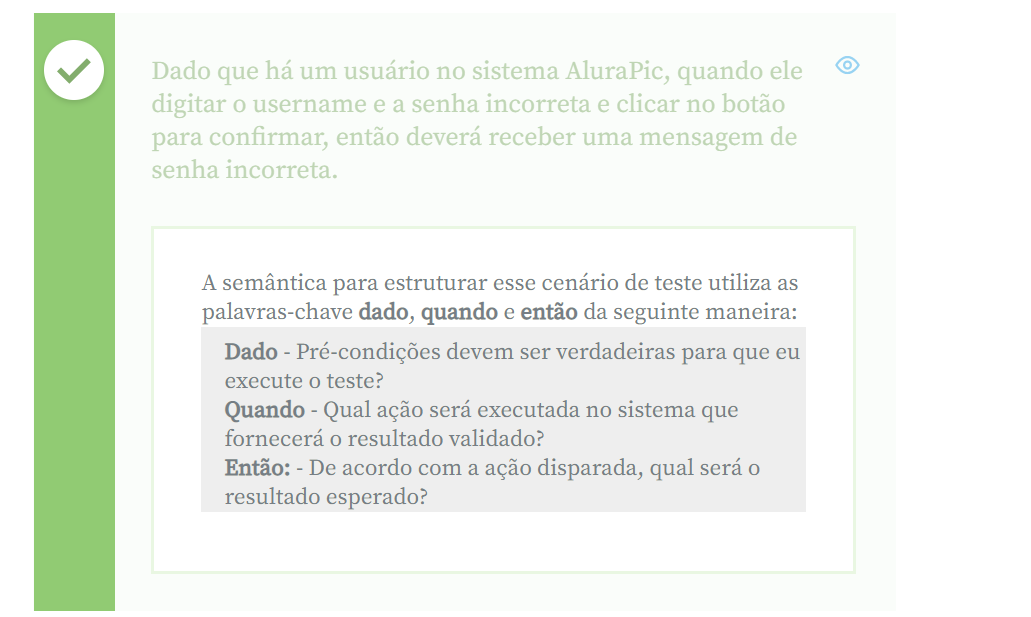 Dado que há um usuário no sistema AluraPic, quando ele
digitar o username e a senha incorreta e clicar no botão
para confirmar, então deverá receber uma mensagem de
senha incorreta.
A semântica para estruturar esse cenário de teste utiliza as
palavras-chave dado, quando e então da seguinte maneira:
Dado - Pré-condições devem ser verdadeiras para que eu
execute o teste?
Quando - Qual ação será executada no sistema que
fornecerá o resultado validado?
Então: - De acordo com a ação disparada, qual será o
resultado esperado?